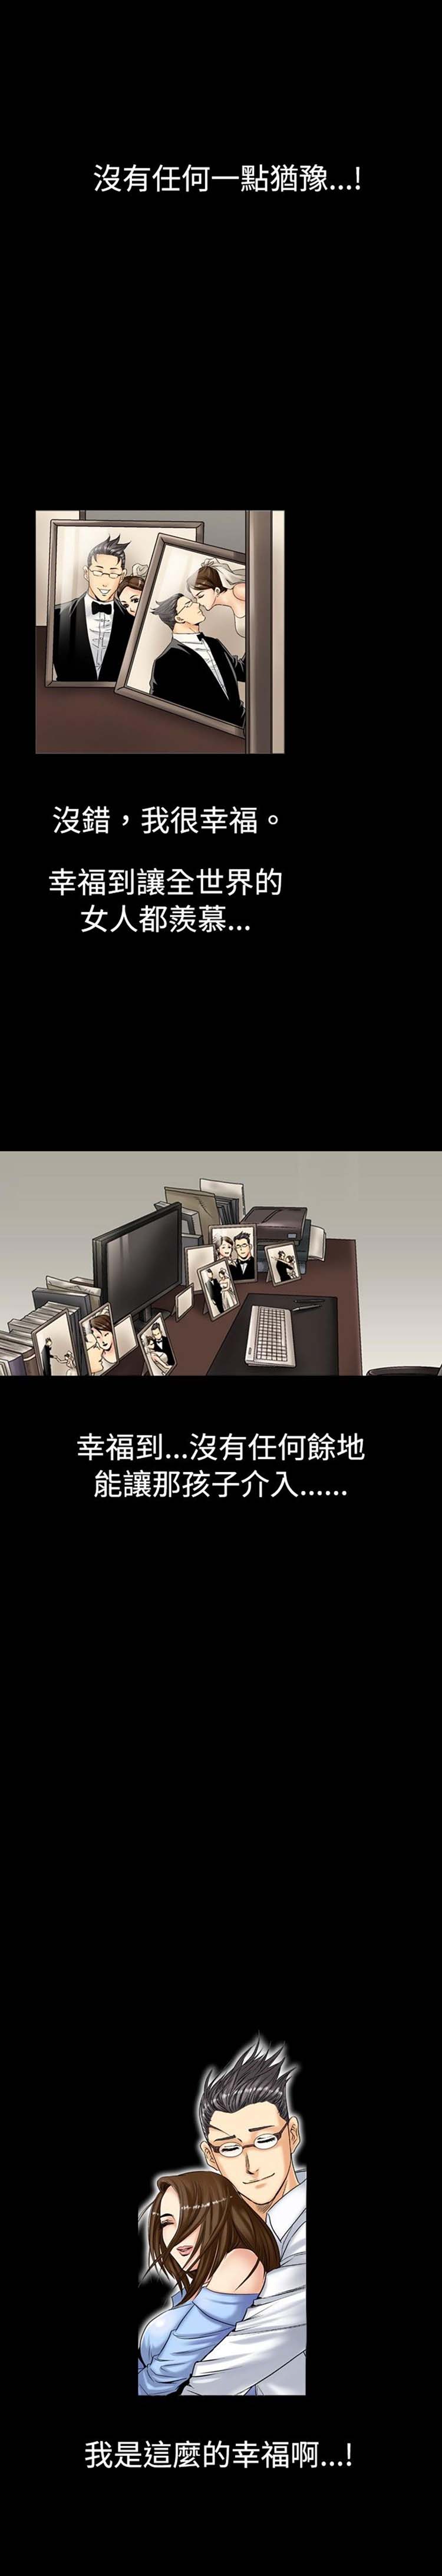 沒有任何一點猶豫...!
沒錯，我很幸福。
幸福到讓全世界的
女人都羨慕...
幸福到...沒有任何餘地
能讓那孩子介入......
我是這麼的幸福啊...!